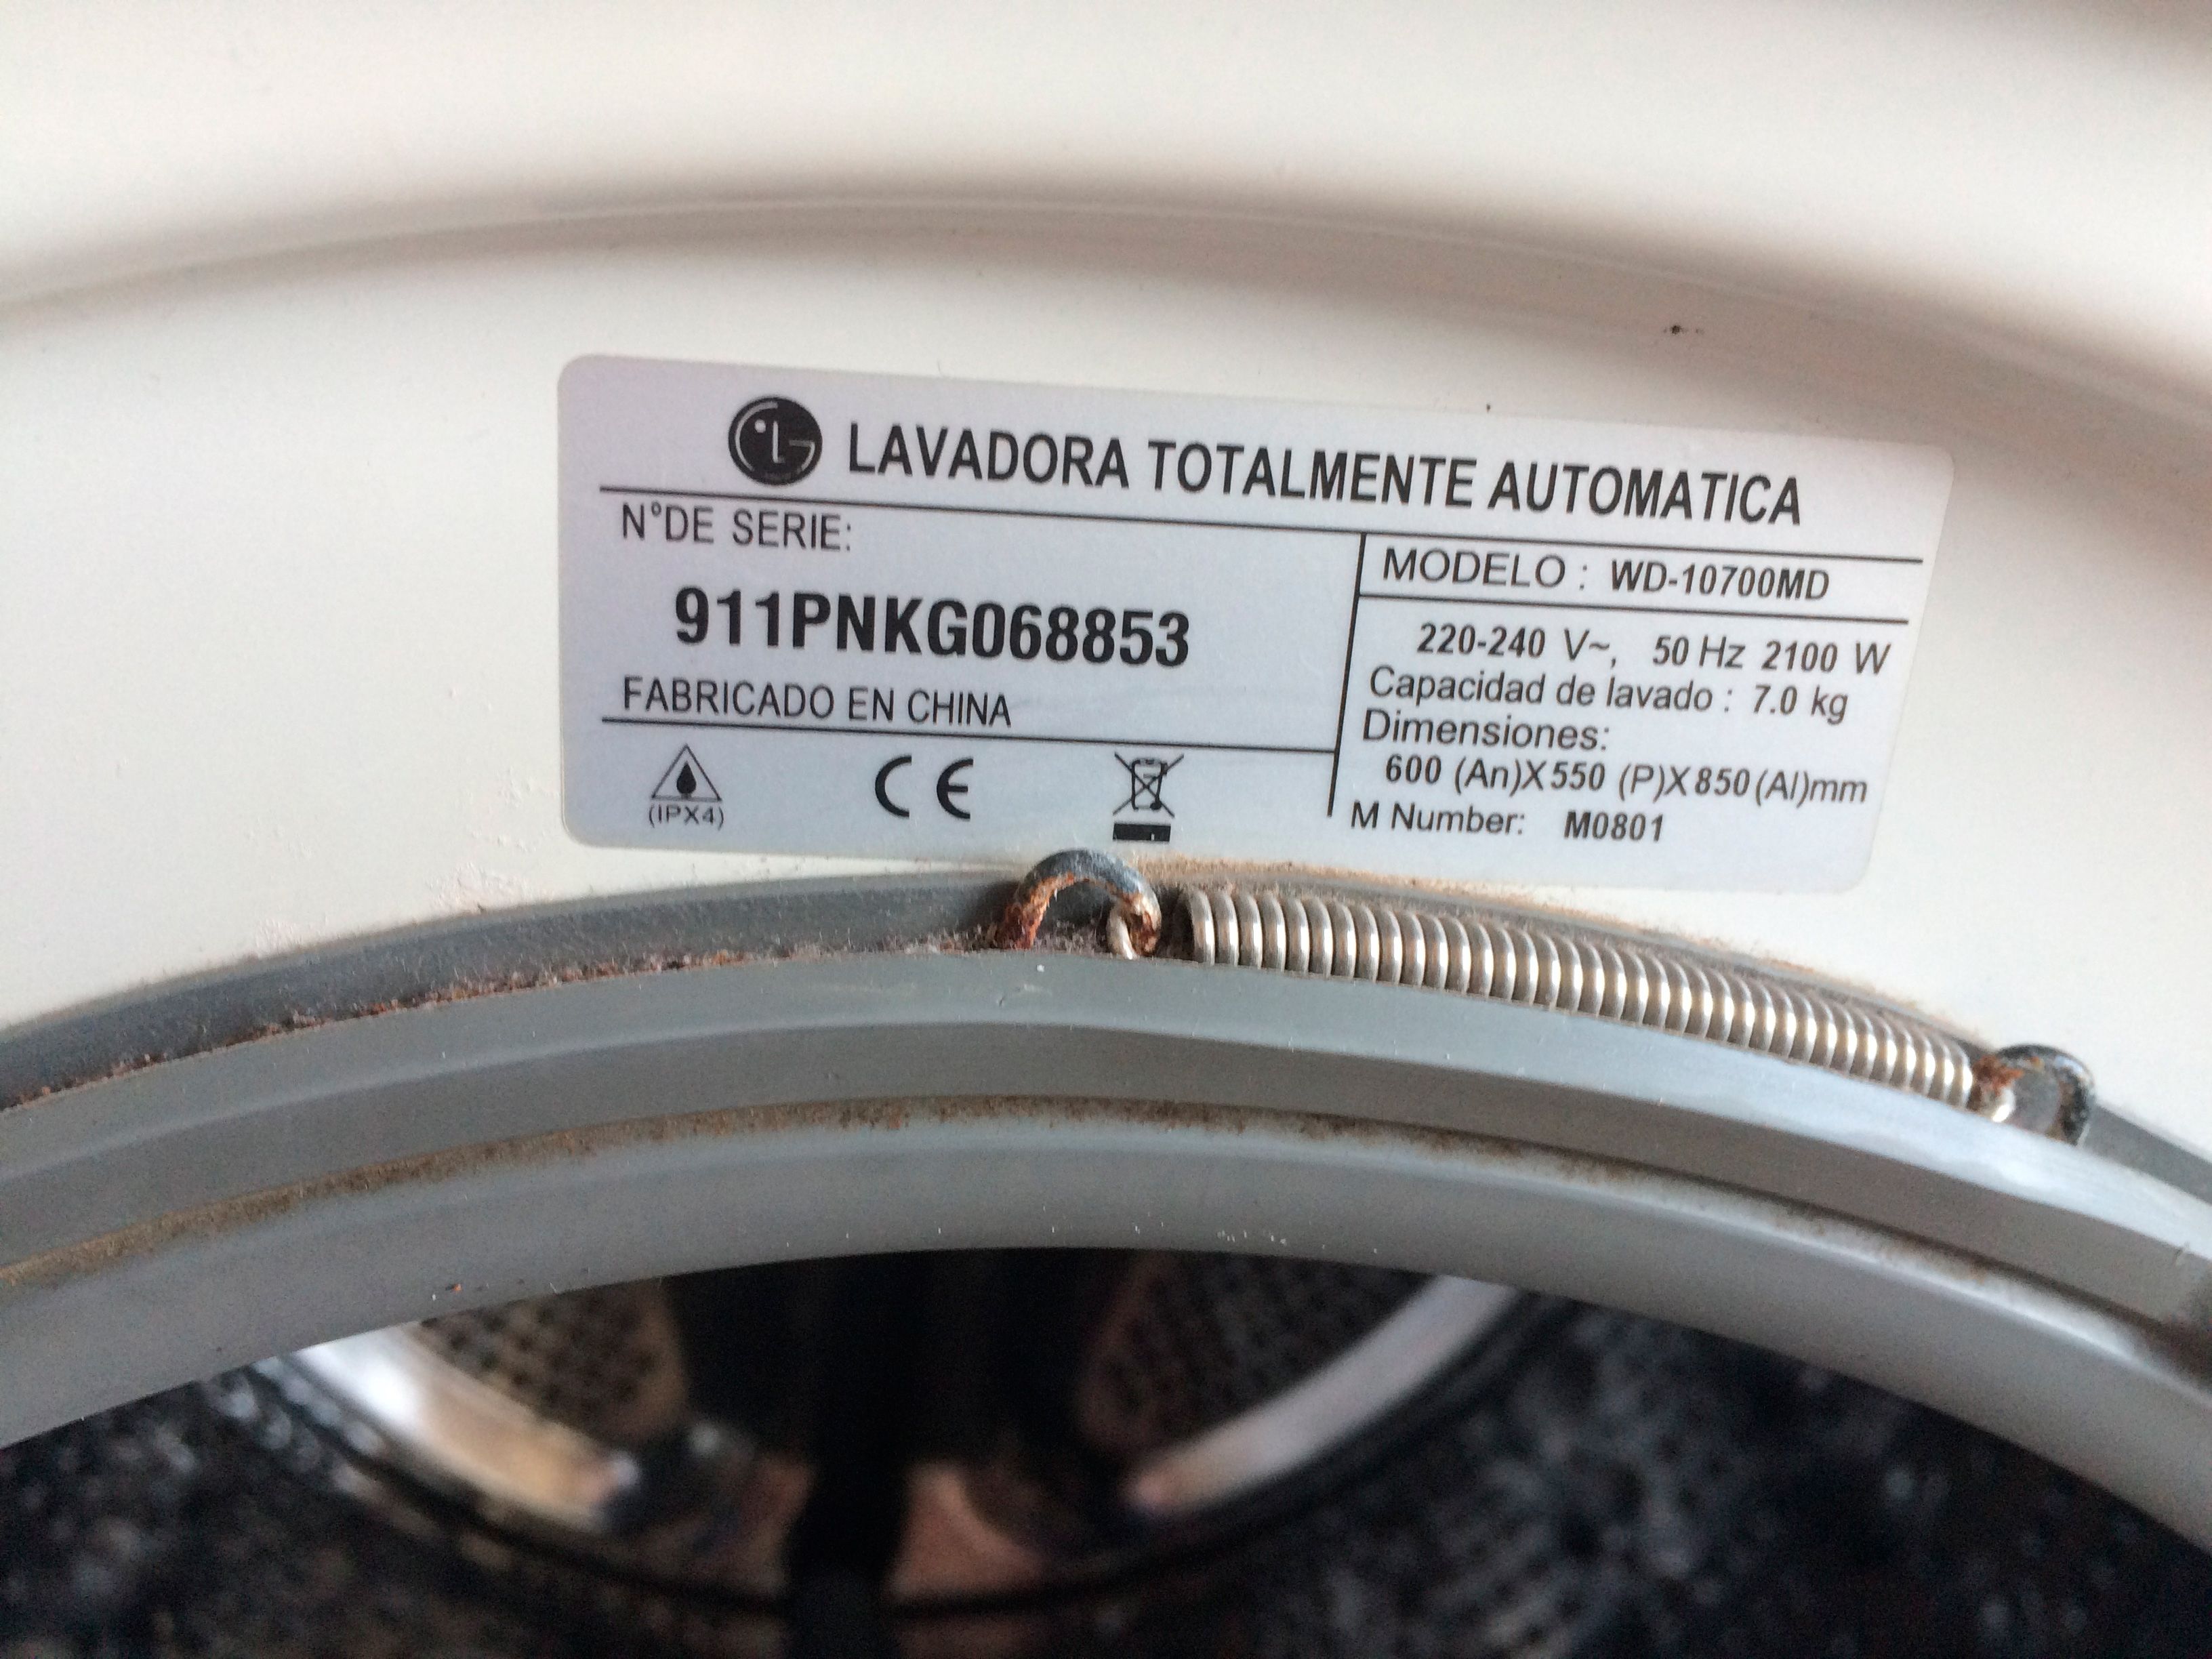 LG LAVADORA TOTALMENTE AUTOMATICA
N°DE SERIE:
911PNKG068853
FABRICADO EN CHINA
(IPX4)
CE
MODELO : WD-10700MD
220-240 V~, 50 Hz 2100 W
Capacidad de lavado : 7.0 kg
Dimensiones:
600 (An)X550 (P)X850(Al)mm
M Number: M0801